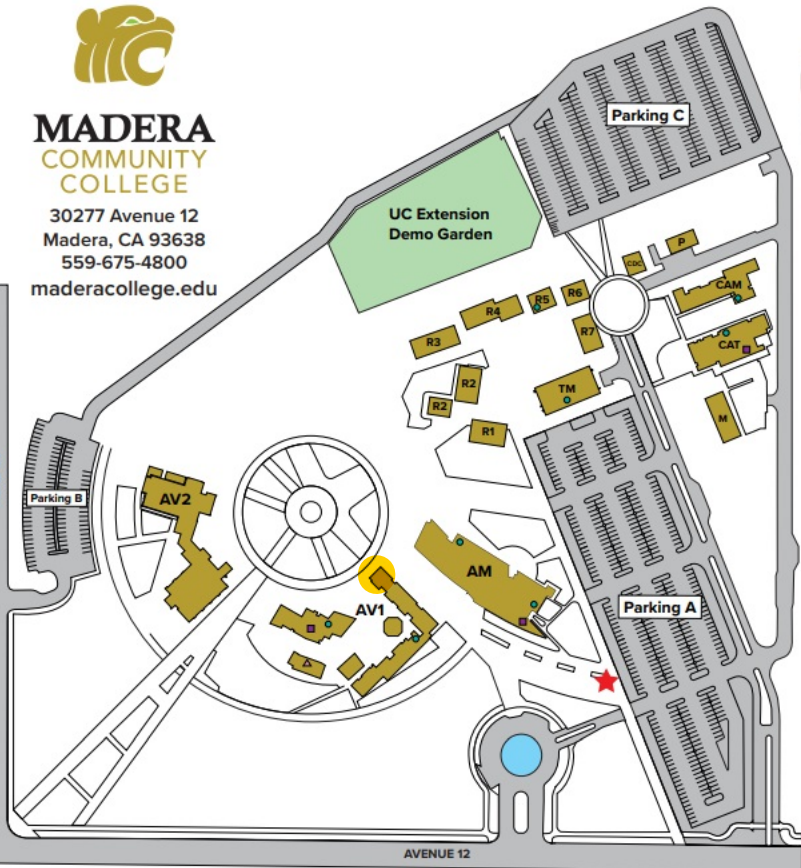 MADERA
COMMUNITY
COLLEGE
30277 Avenue 12
Madera, CA 93638
559-675-4800
maderacollege.edu
Parking C
UC Extension
Demo Garden
P
CDC
CAM
R6
R5
R4
R7
R3
CAT
R2
TM
R2
M
R1
Parking B
AV2
AM
AV1
Parking A
AVENUE 12